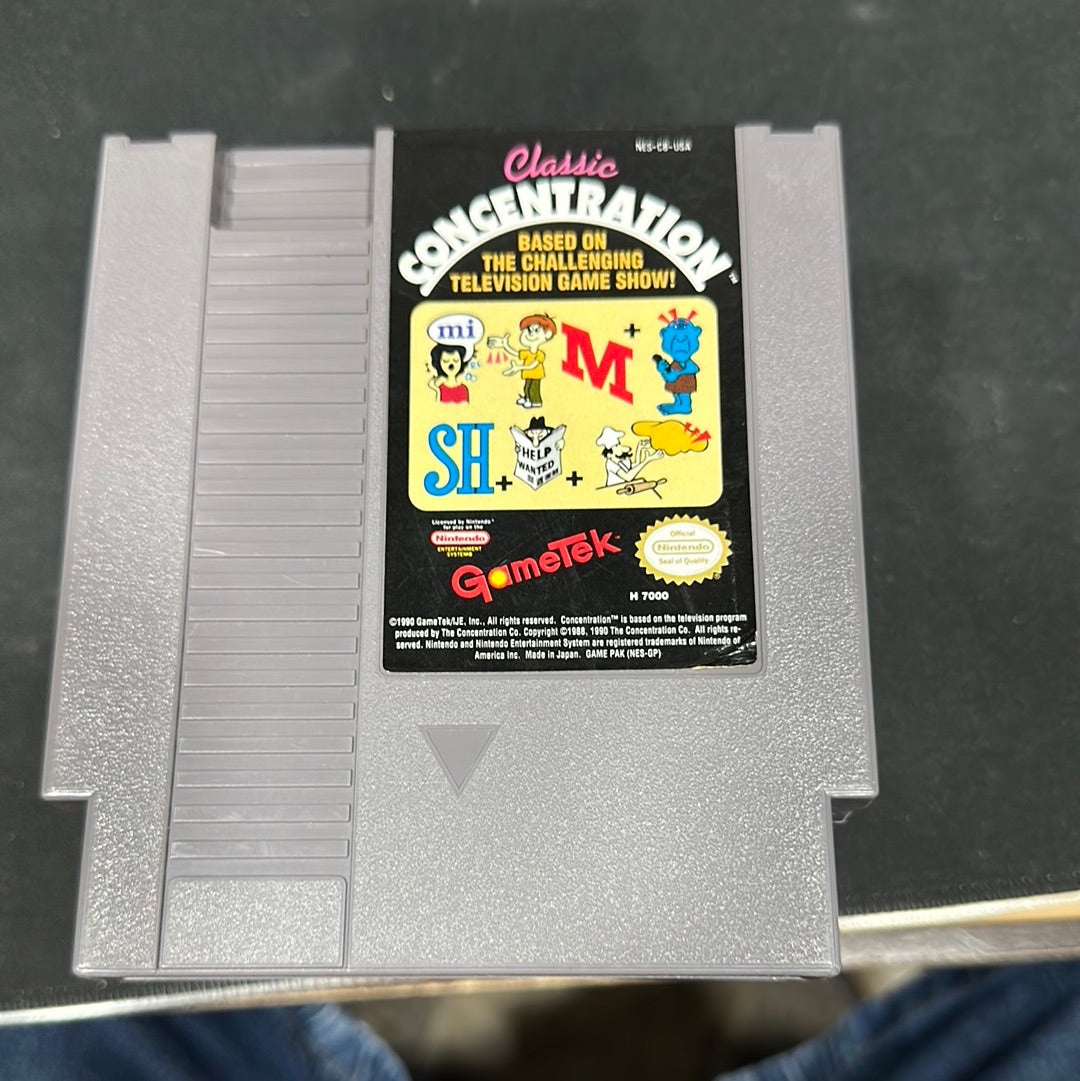 NES-C8-USA
Classic
CONCENTRATION™
BASED ON
THE CHALLENGING
TELEVISION GAME SHOW!
mi
M +
SH + HELP WANTED +
Licensed by Nintendo®
for play on the
Nintendo
ENTERTAINMENT
SYSTEM®
GameTek™
Official
Nintendo
Seal of Quality
®
H 7000
©1990 GameTek/IJE, Inc., All rights reserved. Concentration™ is based on the television program
produced by The Concentration Co. Copyright ©1988, 1990 The Concentration Co. All rights re-
served. Nintendo and Nintendo Entertainment System are registered trademarks of Nintendo of
America Inc. Made in Japan. GAME PAK (NES-GP)